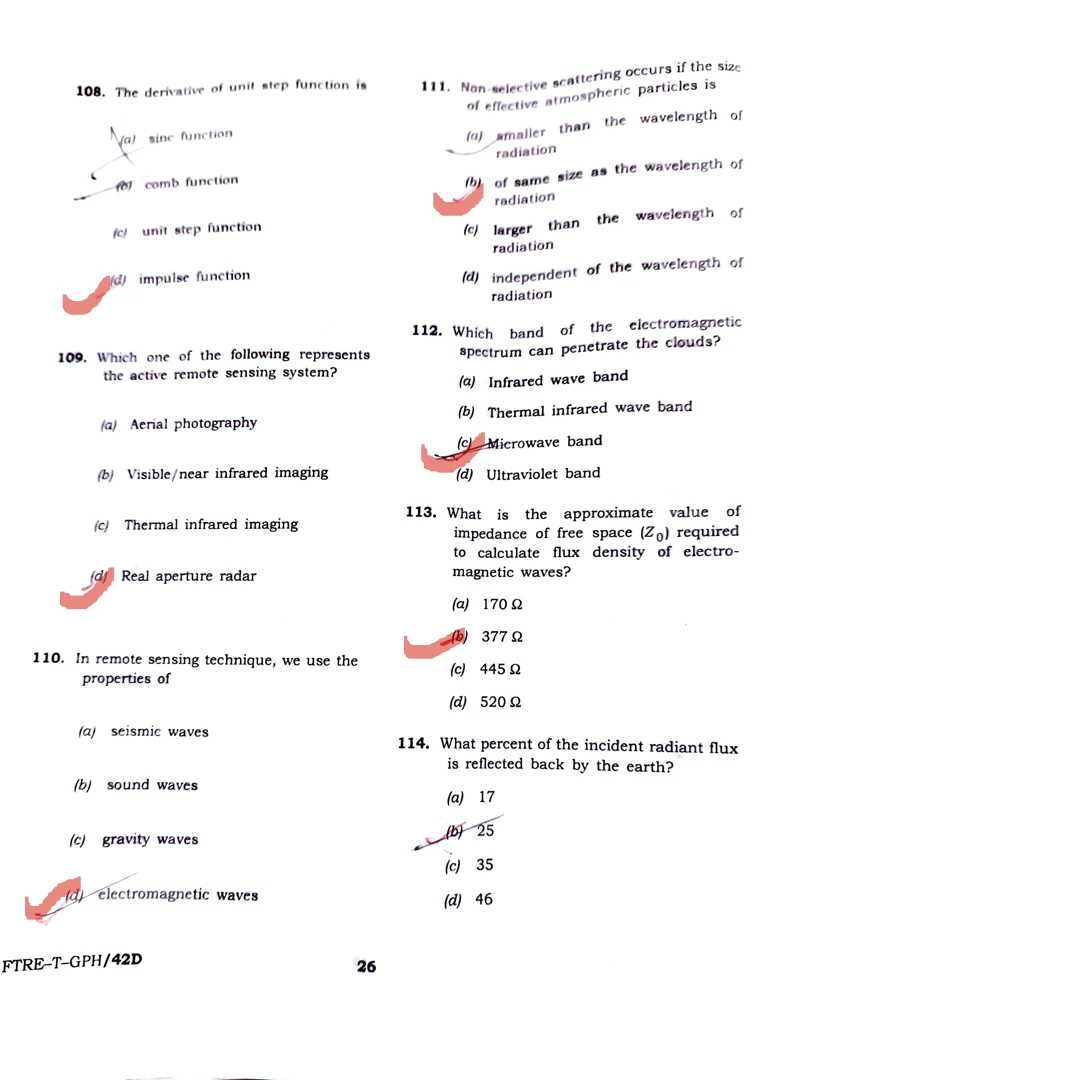 108. The derivative of unit step function is
(a) sinc function
(b) comb function
(c) unit step function
(d) impulse function
109. Which one of the following represents
the active remote sensing system?
(a) Aerial photography
(b) Visible/near infrared imaging
(c) Thermal infrared imaging
(d) Real aperture radar
110. In remote sensing technique, we use the
properties of
(a) seismic waves
(b) sound waves
(c) gravity waves
(d) electromagnetic waves
111. Non-selective scattering occurs if the size
of effective atmospheric particles is
(a) smaller than the wavelength of
radiation
(b) of same size as the wavelength of
radiation
(c) larger than the wavelength of
radiation
(d) independent of the wavelength of
radiation
112. Which band of the electromagnetic
spectrum can penetrate the clouds?
(a) Infrared wave band
(b) Thermal infrared wave band
(c) Microwave band
(d) Ultraviolet band
113. What is the approximate value of
impedance of free space (Z₀) required
to calculate flux density of electro-
magnetic waves?
(a) 170 Ω
(b) 377 Ω
(c) 445 Ω
(d) 520 Ω
114. What percent of the incident radiant flux
is reflected back by the earth?
(a) 17
(b) 25
(c) 35
(d) 46
FTRE-T-GPH/42D
26